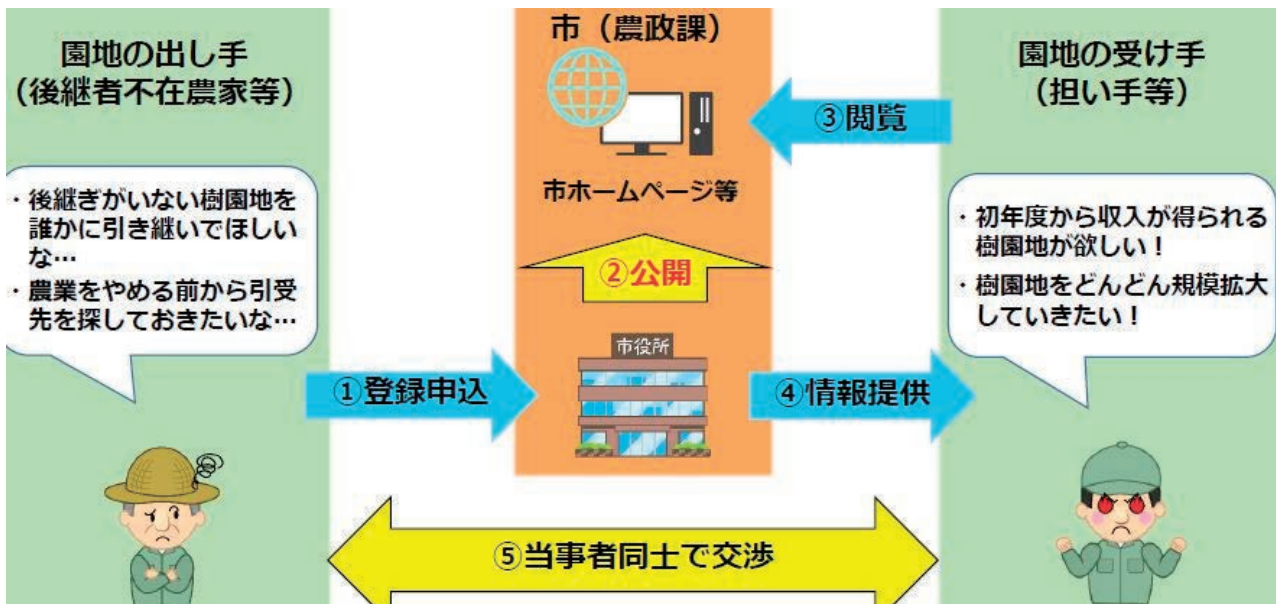 園地の出し手
(後継者不在農家等)
・後継ぎがいない樹園地を
誰かに引き継いでほしい
な…
・農業をやめる前から引受
先を探しておきたいな…
①登録申込
市(農政課)
市ホームページ等
②公開
市役所
③閲覧
④情報提供
園地の受け手
(担い手等)
・初年度から収入が得られる
樹園地が欲しい!
・樹園地をどんどん規模拡大
していきたい!
⑤当事者同士で交渉